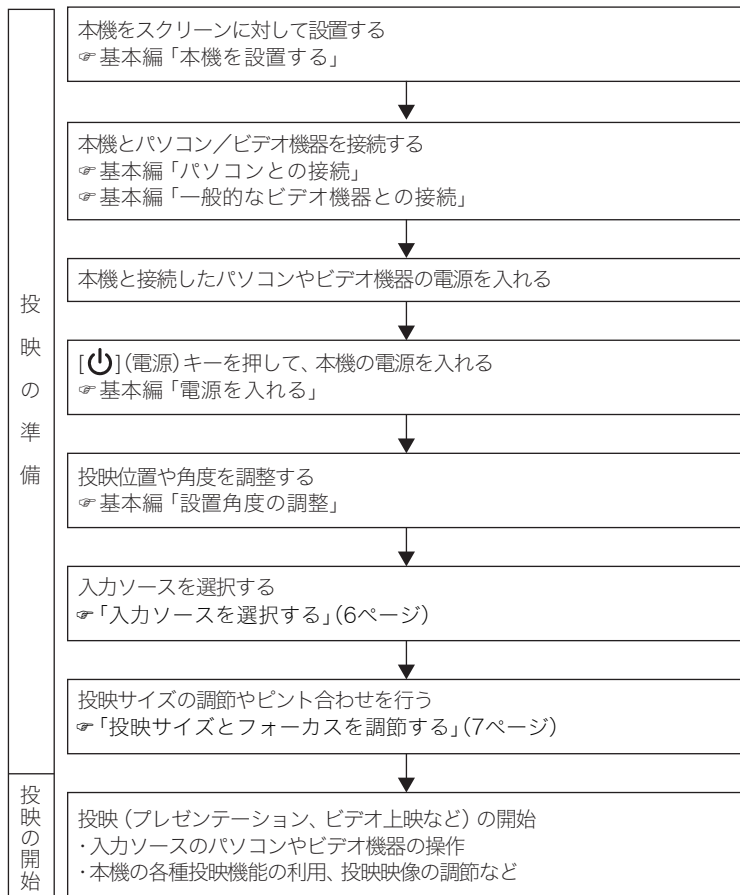 投映の準備
本機をスクリーンに対して設置する
☞基本編「本機を設置する」
本機とパソコン／ビデオ機器を接続する
☞基本編「パソコンとの接続」
☞基本編「一般的なビデオ機器との接続」
本機と接続したパソコンやビデオ機器の電源を入れる
[⏻](電源)キーを押して、本機の電源を入れる
☞基本編「電源を入れる」
投映位置や角度を調整する
☞基本編「設置角度の調整」
入力ソースを選択する
☞「入力ソースを選択する」(6ページ)
投映サイズの調節やピント合わせを行う
☞「投映サイズとフォーカスを調節する」(7ページ)
投映の開始
投映（プレゼンテーション、ビデオ上映など）の開始
・入力ソースのパソコンやビデオ機器の操作
・本機の各種投映機能の利用、投映映像の調節など